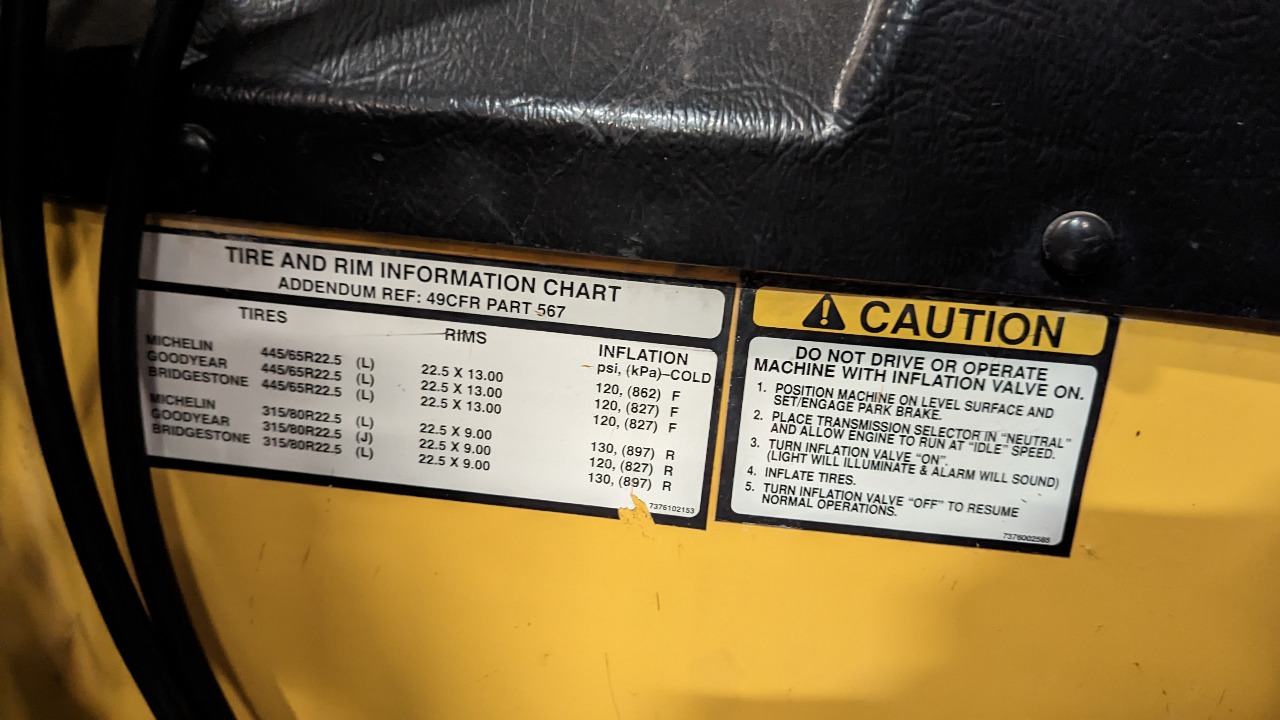 TIRE AND RIM INFORMATION CHART
ADDENDUM REF: 49CFR PART 567
TIRES RIMS INFLATION
psi, (kPa)–COLD
MICHELIN 445/65R22.5 (L) 22.5 X 13.00 120, (862) F
GOODYEAR 445/65R22.5 (L) 22.5 X 13.00 120, (827) F
BRIDGESTONE 445/65R22.5 (L) 22.5 X 13.00 120, (827) F
MICHELIN 315/80R22.5 (L) 22.5 X 9.00 130, (897) R
GOODYEAR 315/80R22.5 (J) 22.5 X 9.00 120, (827) R
BRIDGESTONE 315/80R22.5 (L) 22.5 X 9.00 130, (897) R
7376102153
CAUTION
DO NOT DRIVE OR OPERATE
MACHINE WITH INFLATION VALVE ON.
1. POSITION MACHINE ON LEVEL SURFACE AND
SET/ENGAGE PARK BRAKE.
2. PLACE TRANSMISSION SELECTOR IN "NEUTRAL"
AND ALLOW ENGINE TO RUN AT "IDLE" SPEED.
3. TURN INFLATION VALVE "ON".
(LIGHT WILL ILLUMINATE & ALARM WILL SOUND)
4. INFLATE TIRES.
5. TURN INFLATION VALVE "OFF" TO RESUME
NORMAL OPERATIONS.
7376002585